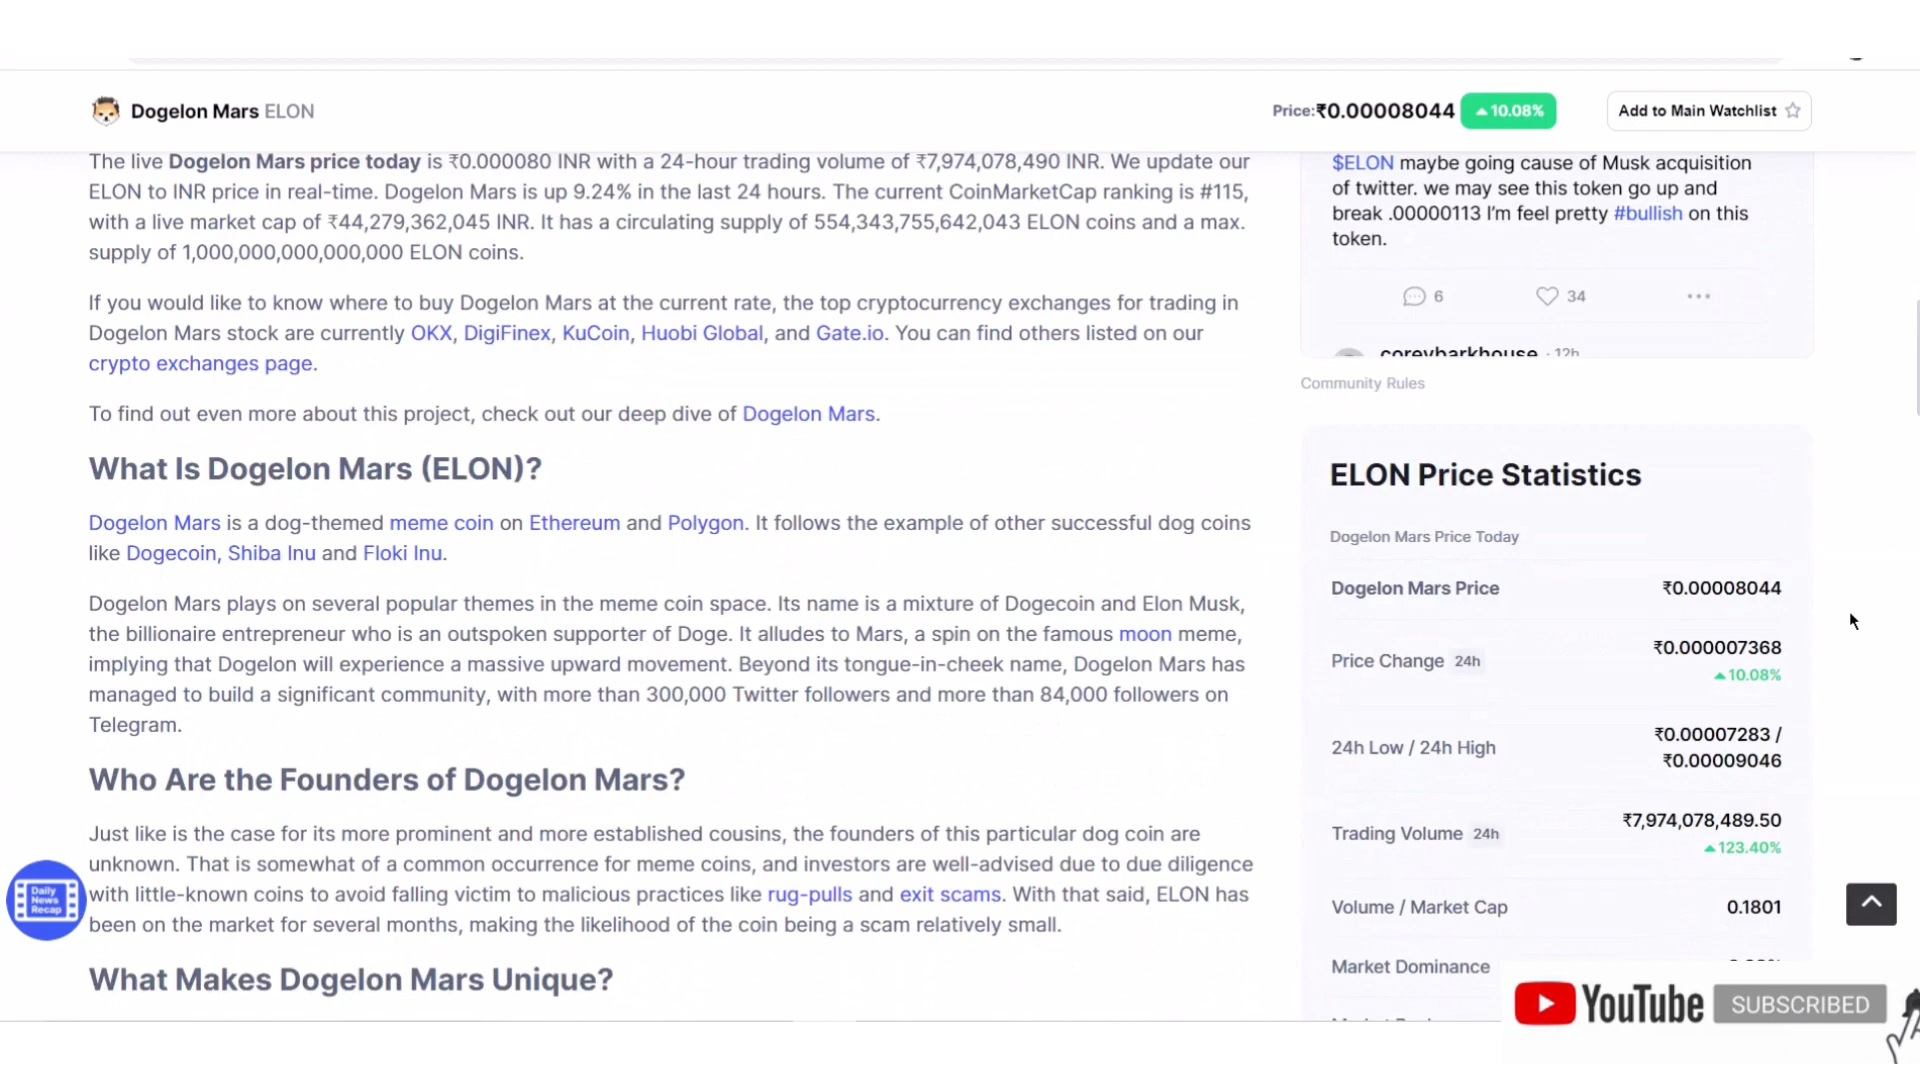 Dogelon Mars ELON
Price:₹0.00008044 10.08% Add to Main Watchlist
The live Dogelon Mars price today is ₹0.000080 INR with a 24-hour trading volume of ₹7,974,078,490 INR. We update our
ELON to INR price in real-time. Dogelon Mars is up 9.24% in the last 24 hours. The current CoinMarketCap ranking is #115,
with a live market cap of ₹44,279,362,045 INR. It has a circulating supply of 554,343,755,642,043 ELON coins and a max.
supply of 1,000,000,000,000,000 ELON coins.
If you would like to know where to buy Dogelon Mars at the current rate, the top cryptocurrency exchanges for trading in
Dogelon Mars stock are currently OKX, DigiFinex, KuCoin, Huobi Global, and Gate.io. You can find others listed on our
crypto exchanges page.
To find out even more about this project, check out our deep dive of Dogelon Mars.
What Is Dogelon Mars (ELON)?
Dogelon Mars is a dog-themed meme coin on Ethereum and Polygon. It follows the example of other successful dog coins
like Dogecoin, Shiba Inu and Floki Inu.
Dogelon Mars plays on several popular themes in the meme coin space. Its name is a mixture of Dogecoin and Elon Musk,
the billionaire entrepreneur who is an outspoken supporter of Doge. It alludes to Mars, a spin on the famous moon meme,
implying that Dogelon will experience a massive upward movement. Beyond its tongue-in-cheek name, Dogelon Mars has
managed to build a significant community, with more than 300,000 Twitter followers and more than 84,000 followers on
Telegram.
Who Are the Founders of Dogelon Mars?
Just like is the case for its more prominent and more established cousins, the founders of this particular dog coin are
unknown. That is somewhat of a common occurrence for meme coins, and investors are well-advised due to due diligence
with little-known coins to avoid falling victim to malicious practices like rug-pulls and exit scams. With that said, ELON has
been on the market for several months, making the likelihood of the coin being a scam relatively small.
What Makes Dogelon Mars Unique?
Daily
News
Recap
$ELON maybe going cause of Musk acquisition
of twitter. we may see this token go up and
break .00000113 I'm feel pretty #bullish on this
token.
6 34
coreybarkhouse · 12h
Community Rules
ELON Price Statistics
Dogelon Mars Price Today
Dogelon Mars Price ₹0.00008044
Price Change 24h ₹0.000007368
10.08%
24h Low / 24h High ₹0.00007283 /
₹0.00009046
Trading Volume 24h ₹7,974,078,489.50
123.40%
Volume / Market Cap 0.1801
Market Dominance
YouTube SUBSCRIBED